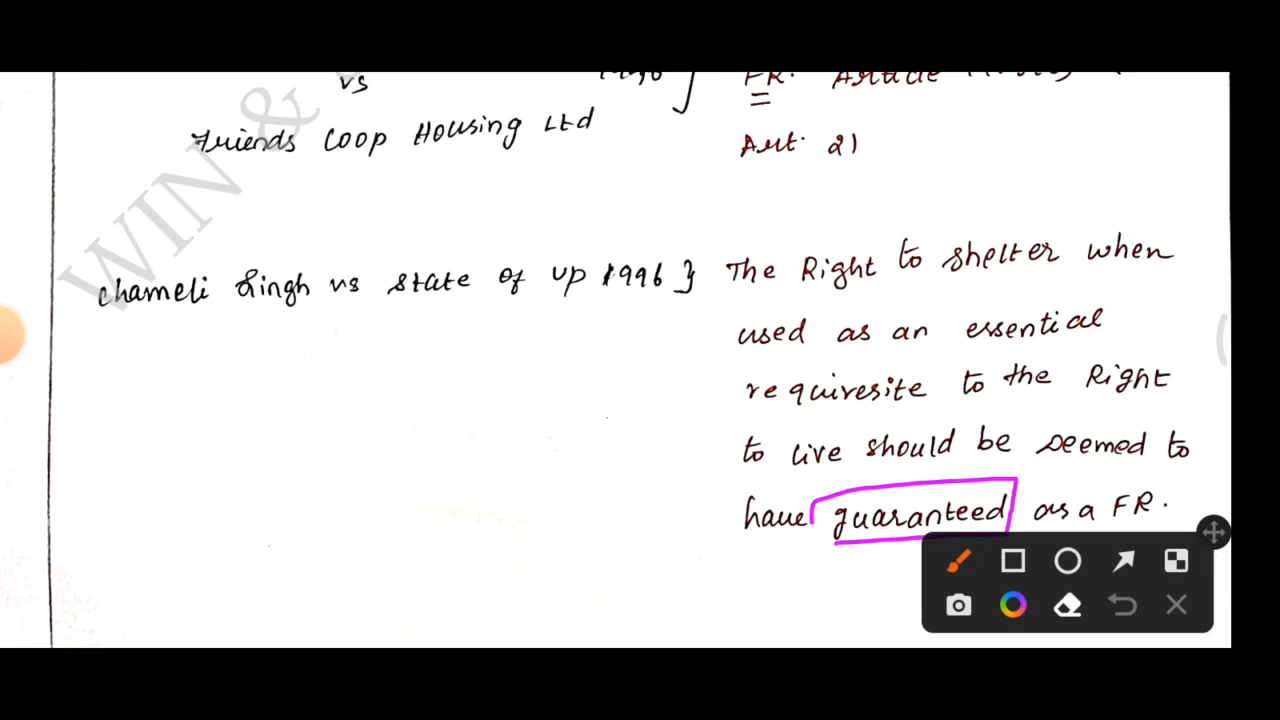 vs
FR. Article
Friends Coop Housing Ltd
Art. 21
WIN &
chameli Singh vs state of up 1996 } The Right to shelter when
used as an essential
requiresite to the Right
to live should be seemed to
have guaranteed as a FR.